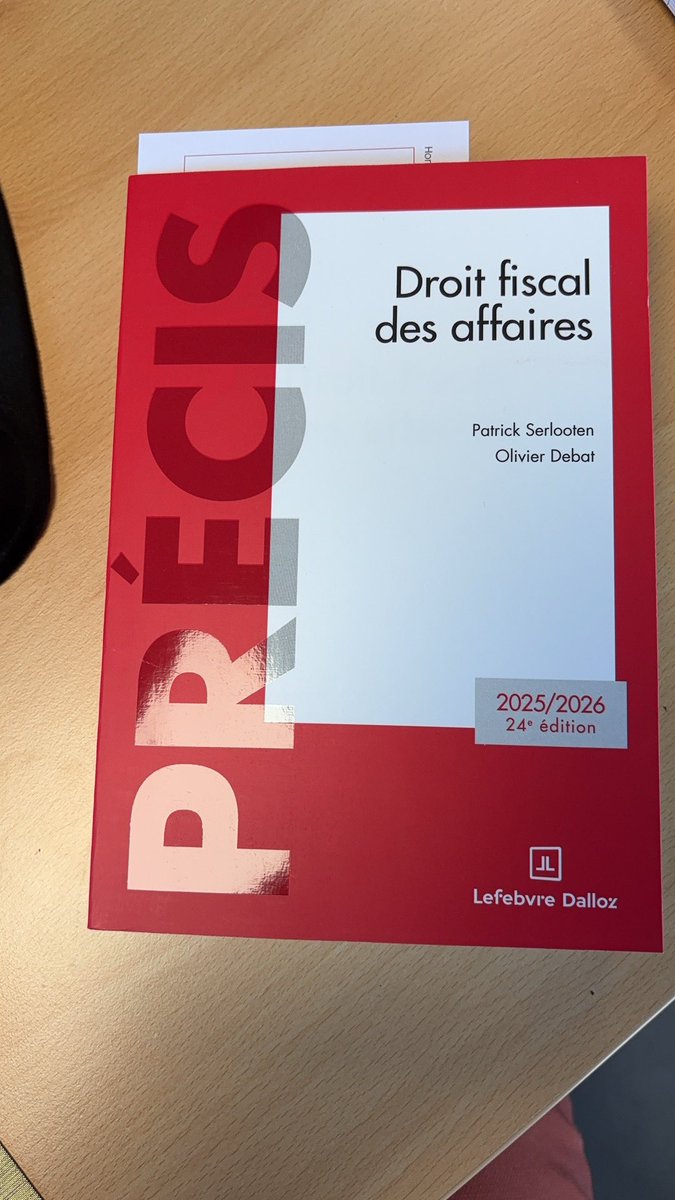 PRÉCIS
Droit fiscal
des affaires
Patrick Serlooten
Olivier Debat
2025/2026
24e édition
Lefebvre Dalloz